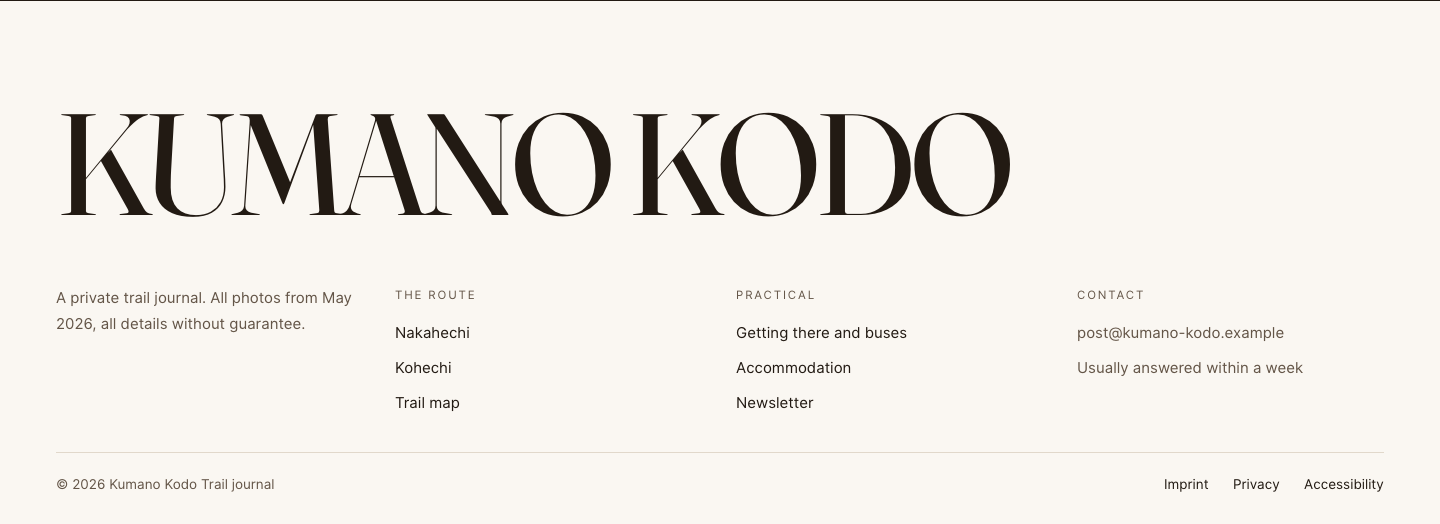 KUMANO KODO
A private trail journal. All photos from May
2026, all details without guarantee.
THE ROUTE
Nakahechi
Kohechi
Trail map
PRACTICAL
Getting there and buses
Accommodation
Newsletter
CONTACT
post@kumano-kodo.example
Usually answered within a week
© 2026 Kumano Kodo Trail journal
Imprint Privacy Accessibility